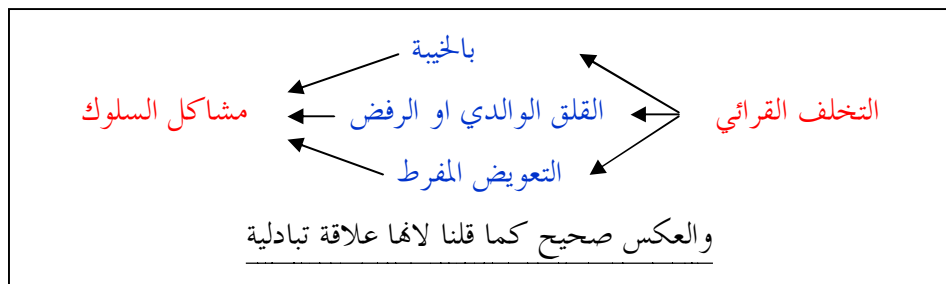 بالخيبة
التخلف القرائي القلق الوالدي او الرفض مشاكل السلوك
التعويض المفرط
والعكس صحيح كما قلنا لانها علاقة تبادلية